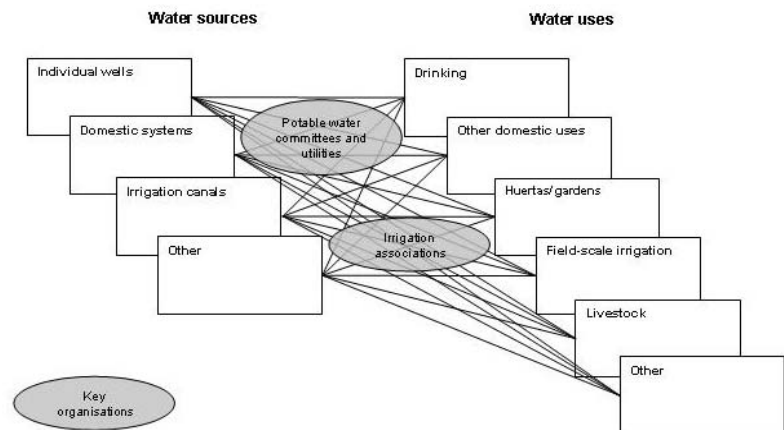 Water sources
Water uses
Individual wells
Domestic systems
Irrigation canals
Other
Potable water
committees and
utilities
Irrigation
associations
Drinking
Other domestic uses
Huertas/gardens
Field-scale irrigation
Livestock
Other
Key
organisations